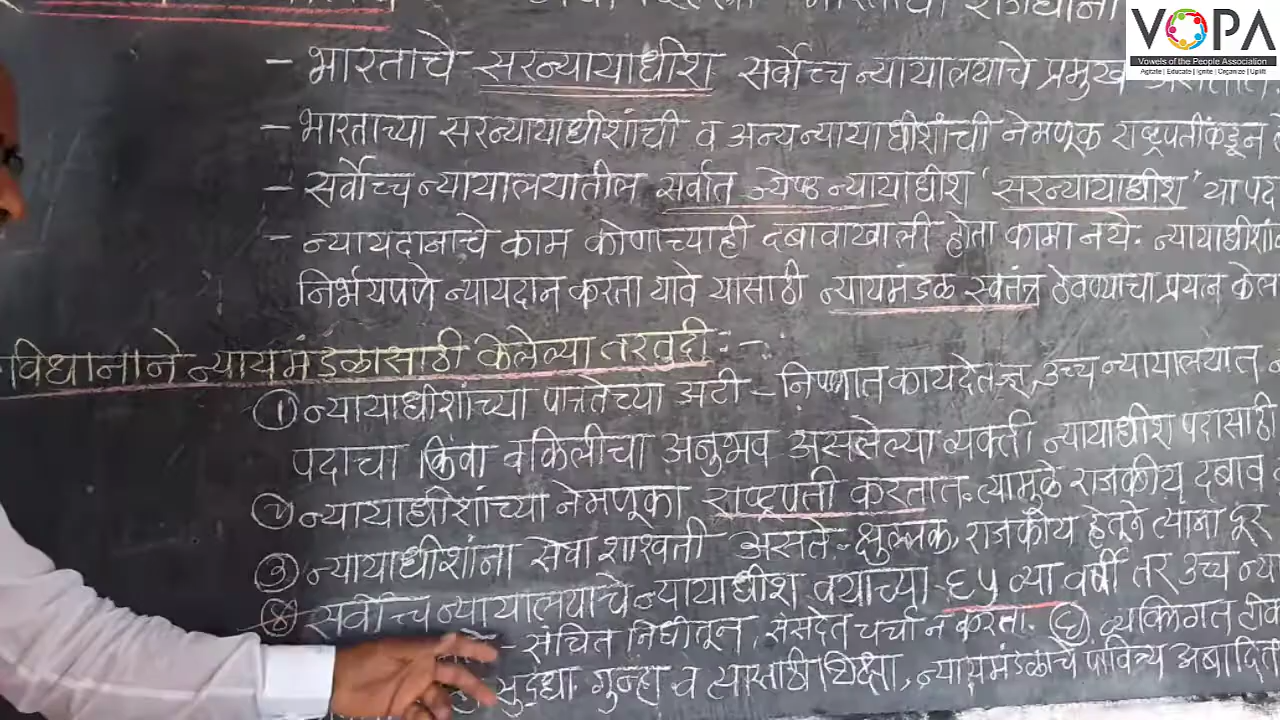 भारताची राजधानी
VOPA
Vowels of the People Association
Agitate | Educate | Ignite | Organize | Uplift
- भारताचे सरन्यायाधीश सर्वोच्च न्यायालयाचे प्रमुख असतात.
- भारताच्या सरन्यायाधीशांची व अन्य न्यायाधीशांची नेमणूक राष्ट्रपतींकडून
- सर्वोच्च न्यायालयातील सर्वात ज्येष्ठ न्यायाधीश 'सरन्यायाधीश' या पद
- न्यायदानाचे काम कोणाच्याही दबावाखाली होता कामा नये. न्यायाधीशां
निर्भयपणे न्यायदान करता यावे यासाठी न्यायमंडळ स्वतंत्र ठेवण्याचा प्रयत्न केल
विधानाने न्यायमंडळासाठी केलेल्या तरतुदी :-
① न्यायाधीशांच्या पात्रतेच्या अटी - निष्णात कायदेतज्ज्ञ, उच्च न्यायालयात
पदाचा किंवा वकिलीचा अनुभव असलेल्या व्यक्ती न्यायाधीश पदासाठी
② न्यायाधीशांच्या नेमणूका राष्ट्रपती करतात. त्यामुळे राजकीय दबाव
③ न्यायाधीशांना सेवा शाश्वती असते. क्षुल्लक, राजकीय हेतूने त्यांना दूर
④ सर्वोच्च न्यायालयाचे न्यायाधीश वयाच्या ६५ व्या वर्षी तर उच्च न्या
- संचित निधीतून, संसदेत चर्चा न करता. ⑥ व्यक्तिगत टीका
सुद्धा गुन्हा व त्यासाठी शिक्षा, न्यायमंडळाचे पावित्र्य अबाधित